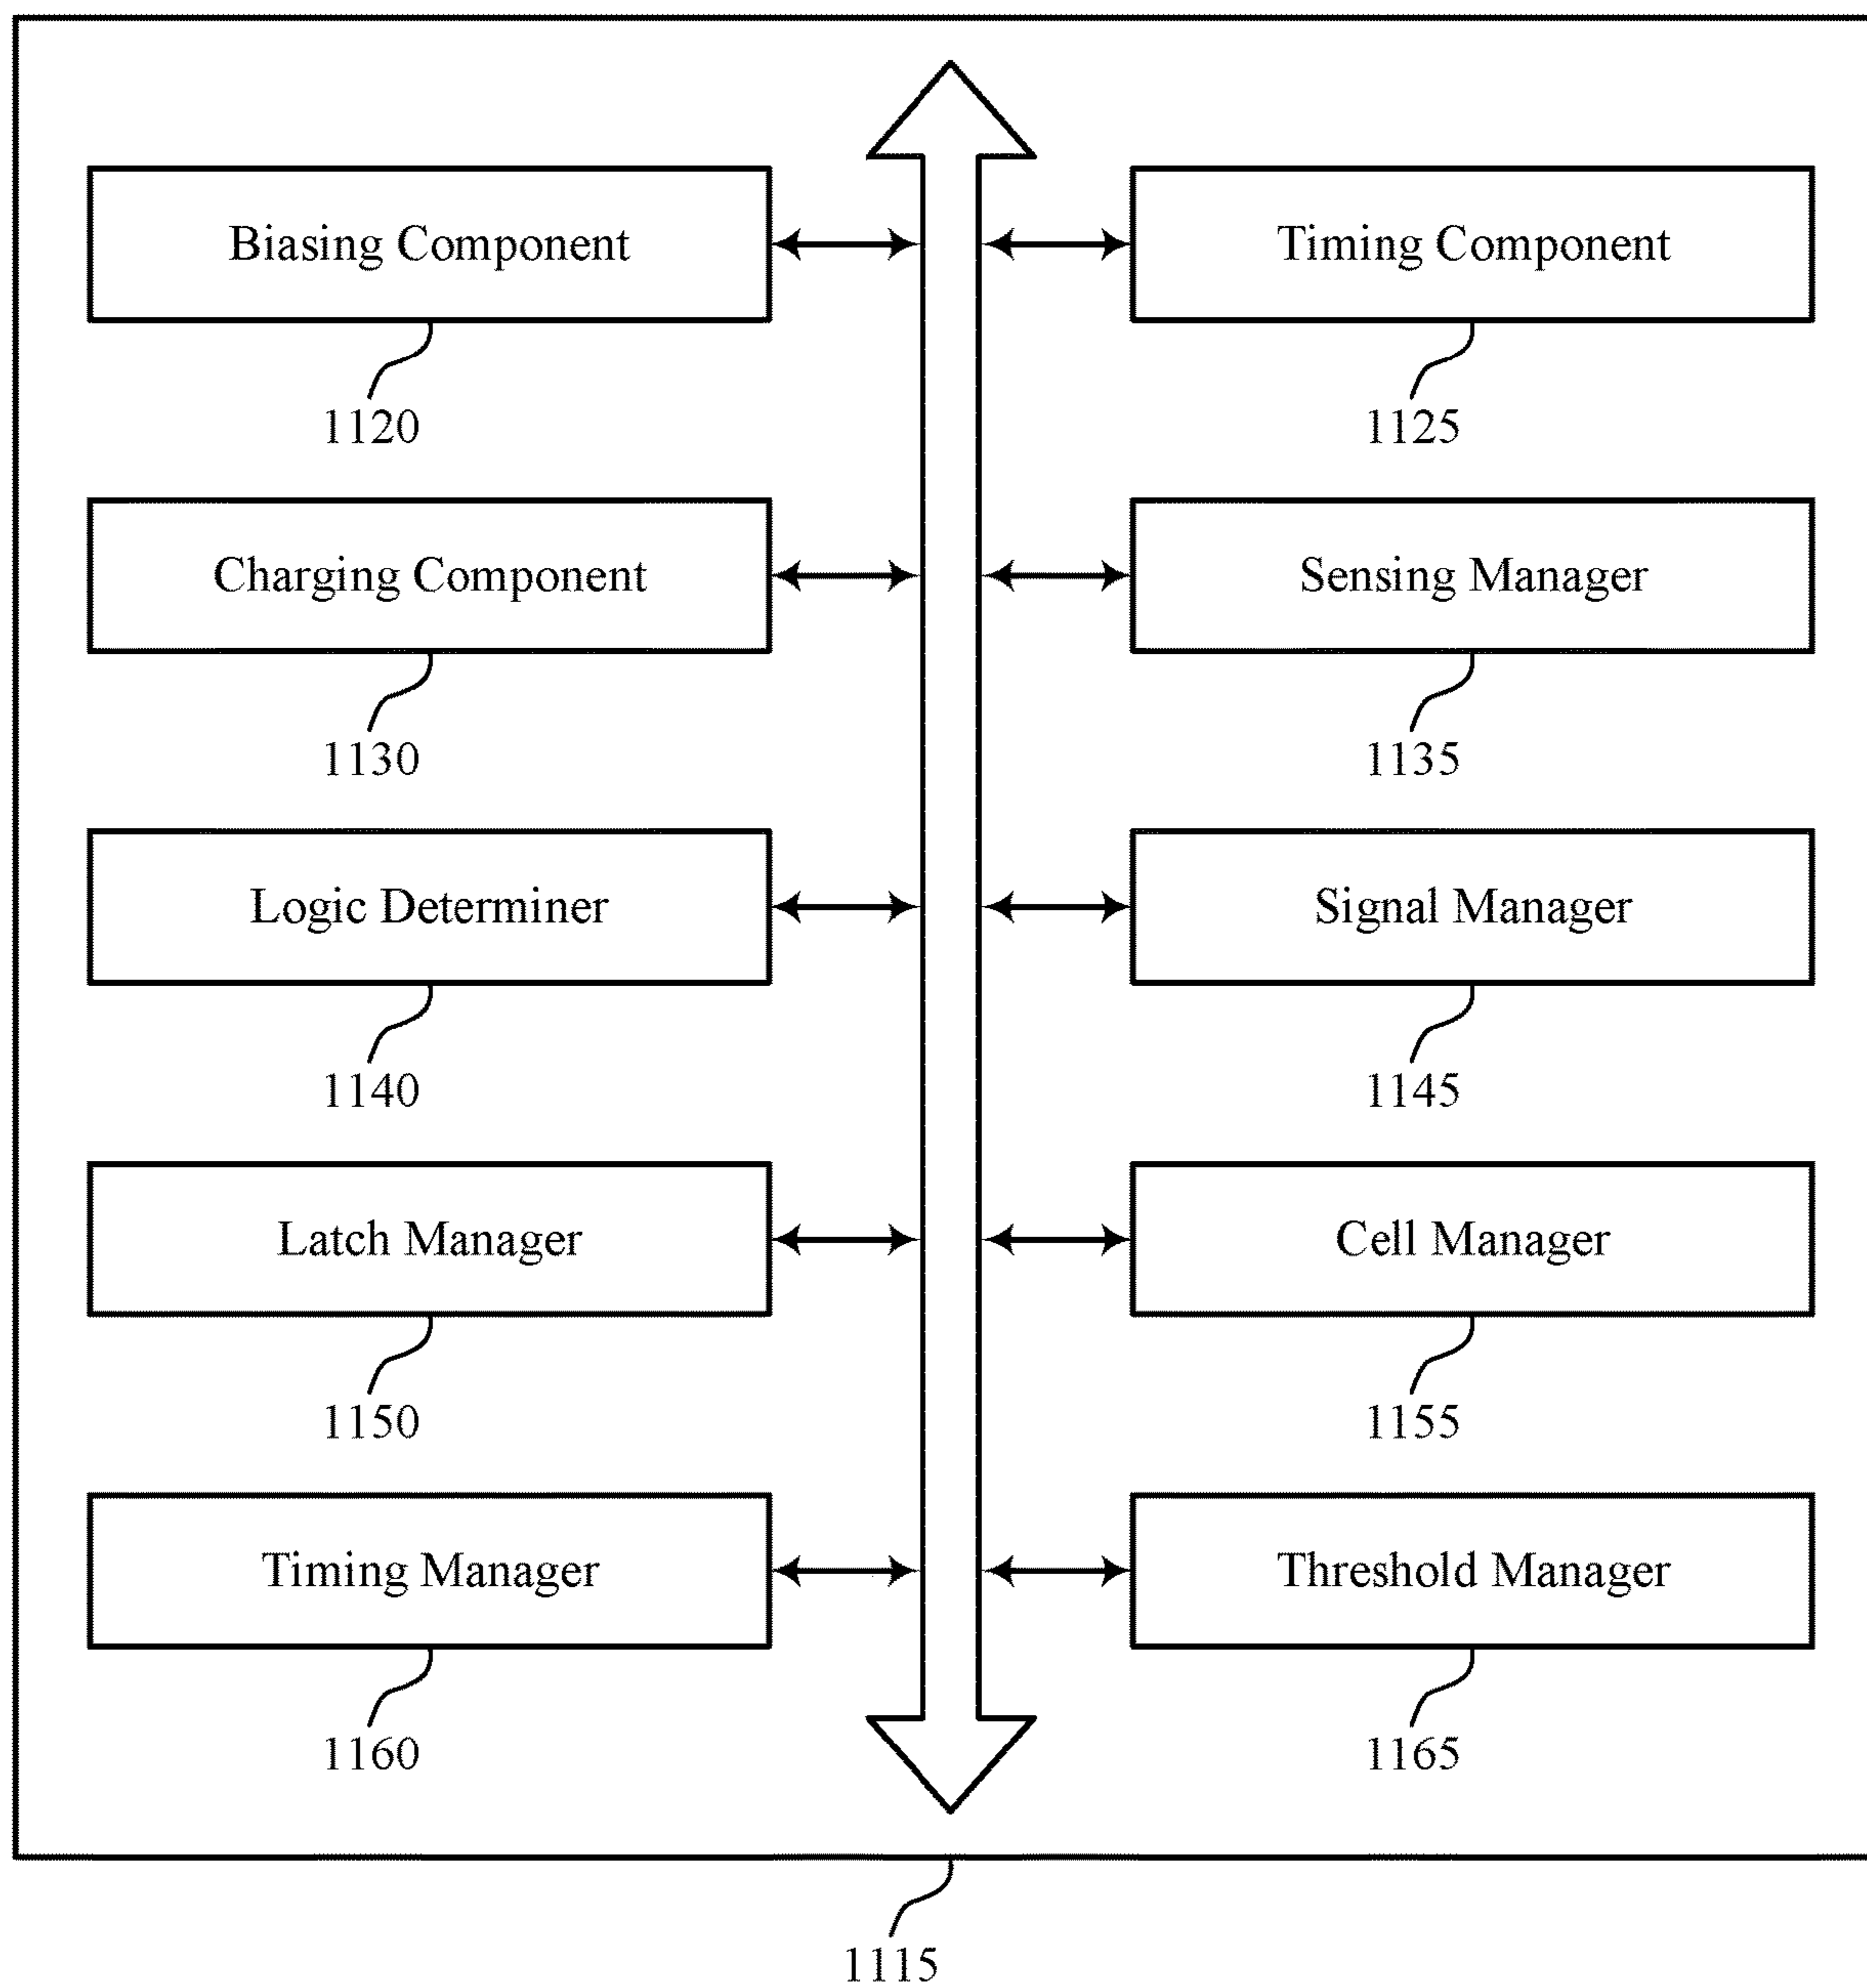 Biasing Component
Timing Component
1120
1125
Charging Component
Sensing Manager
1130
1135
Logic Determiner
Signal Manager
1140
1145
Latch Manager
Cell Manager
1150
1155
Timing Manager
Threshold Manager
1160
1165
1115